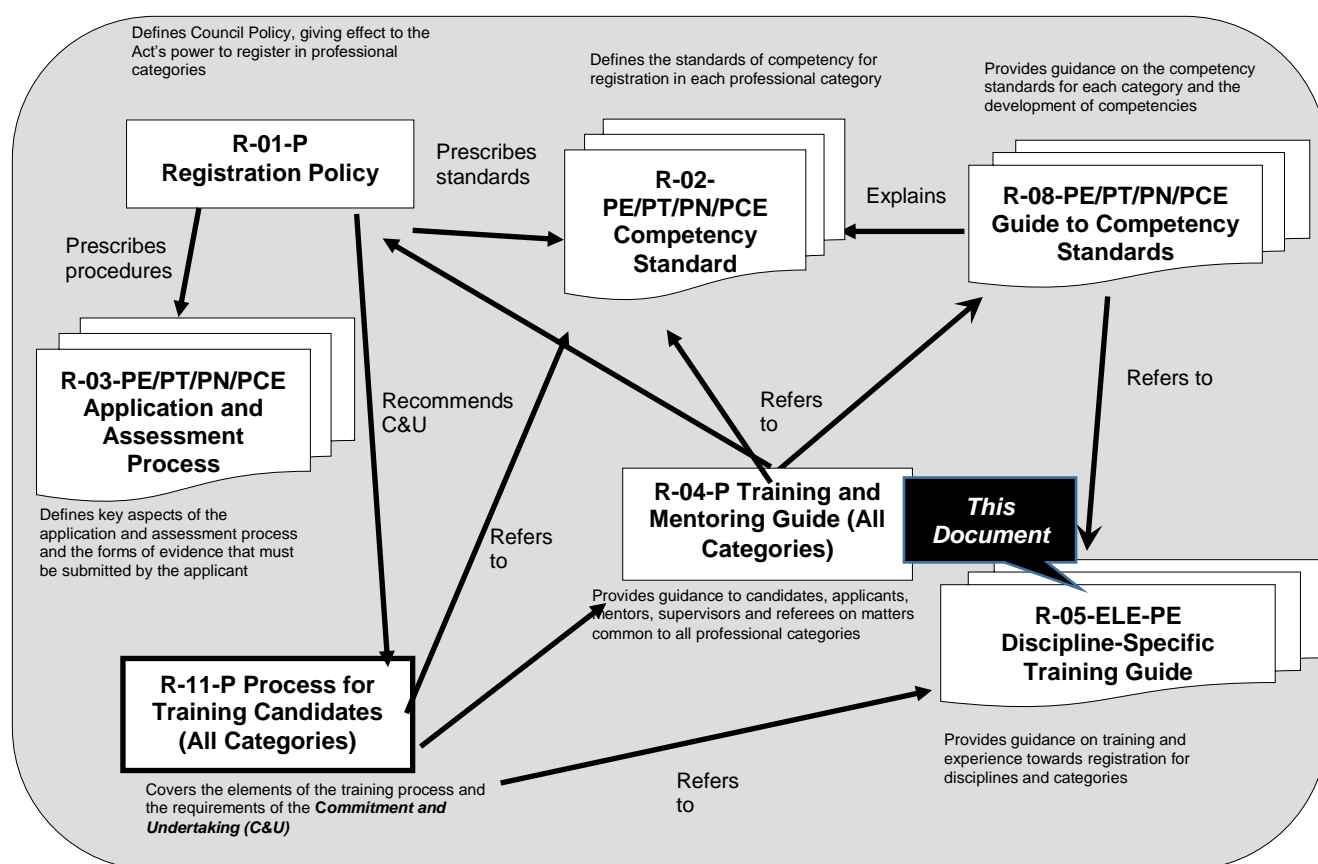 Defines Council Policy, giving effect to the
Act's power to register in professional
categories
Defines the standards of competency for
registration in each professional category
Provides guidance on the competency
standards for each category and the
development of competencies
R-01-P
Registration Policy
Prescribes
standards
R-02-
PE/PT/PN/PCE
Competency
Standard
Explains
R-08-PE/PT/PN/PCE
Guide to Competency
Standards
Prescribes
procedures
R-03-PE/PT/PN/PCE
Application and
Assessment
Process
Defines key aspects of the
application and assessment process
and the forms of evidence that must
be submitted by the applicant
Recommends
C&U
Refers
to
Refers to
R-04-P Training and
Mentoring Guide (All
Categories)
Provides guidance to candidates, applicants,
mentors, supervisors and referees on matters
common to all professional categories
This
Document
Refers
to
R-05-ELE-PE
Discipline-Specific
Training Guide
Provides guidance on training and
experience towards registration for
disciplines and categories
R-11-P Process for
Training Candidates
(All Categories)
Covers the elements of the training process and
the requirements of the Commitment and
Undertaking (C&U)
Refers
to